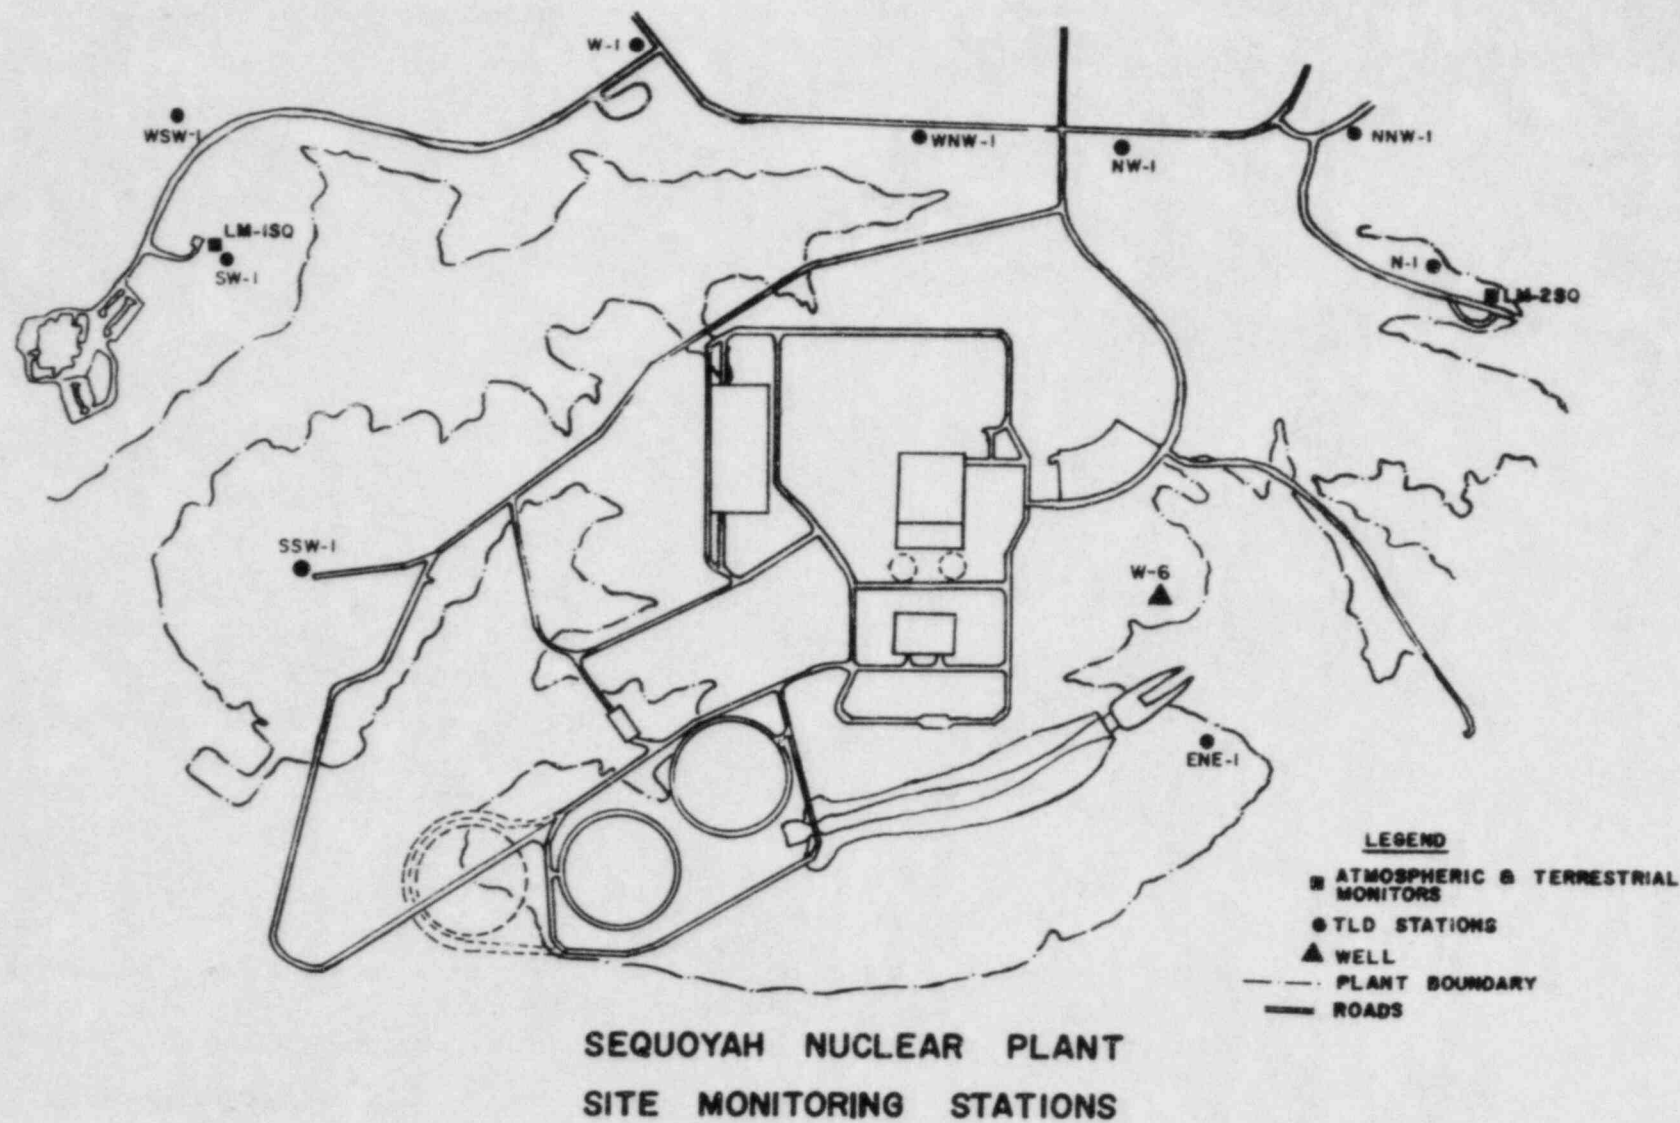 W-1
WSW-1
WNW-1
NW-1
NNW-1
LM-1SQ
SW-1
N-1
LM-2SQ
SSW-1
W-6
ENE-1
LEGEND
ATMOSPHERIC & TERRESTRIAL
MONITORS
TLD STATIONS
WELL
PLANT BOUNDARY
ROADS
SEQUOYAH NUCLEAR PLANT
SITE MONITORING STATIONS